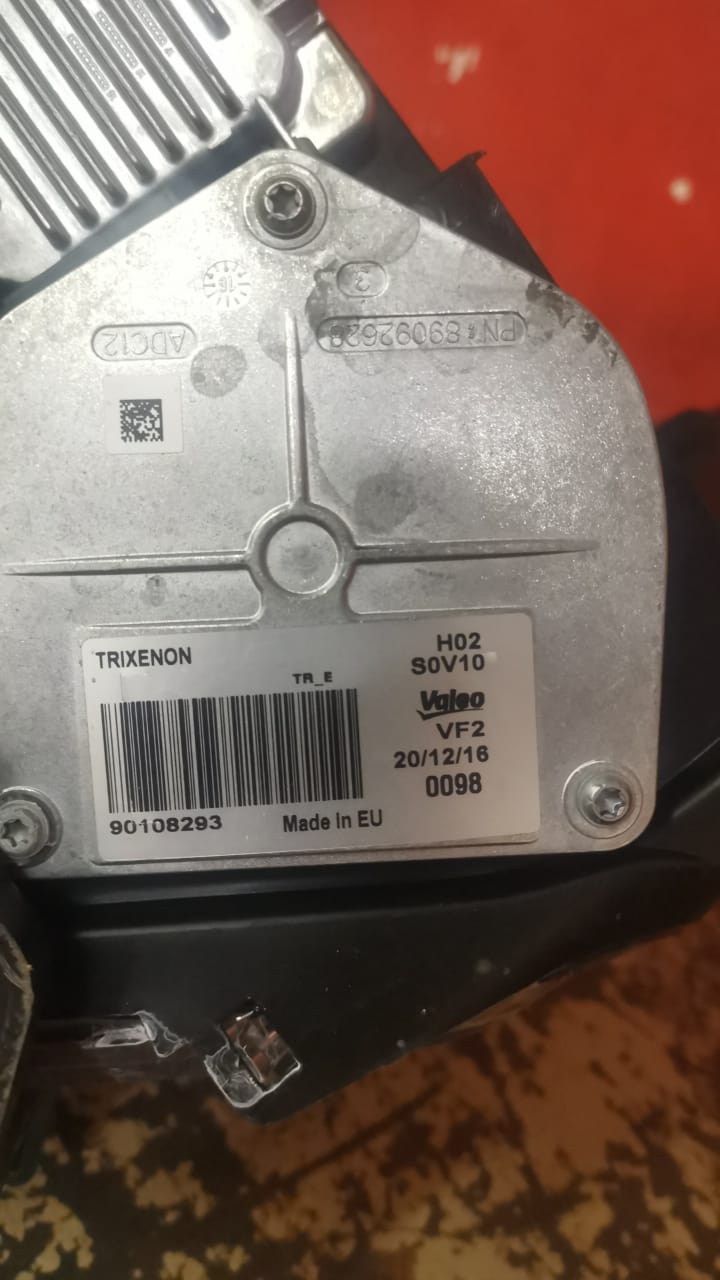 3
PN: 89092628
ADC12
TRIXENON
H02
S0V10
TR_E
Valeo
VF2
20/12/16
0098
90108293
Made In EU